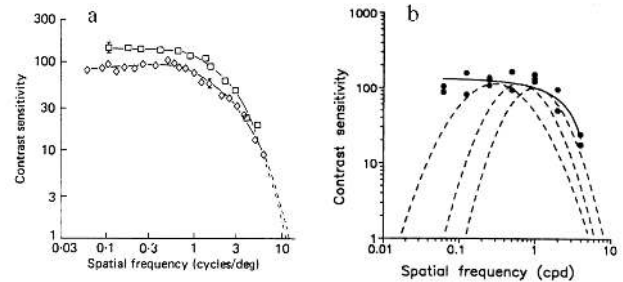 a
300
100
30
10
3
1
Contrast sensitivity
0·03 0·1 0·3 1 3 10
Spatial frequency (cycles/deg)
b
1000
100
10
1
Contrast sensitivity
0.01 0.1 1 10
Spatial frequency (cpd)